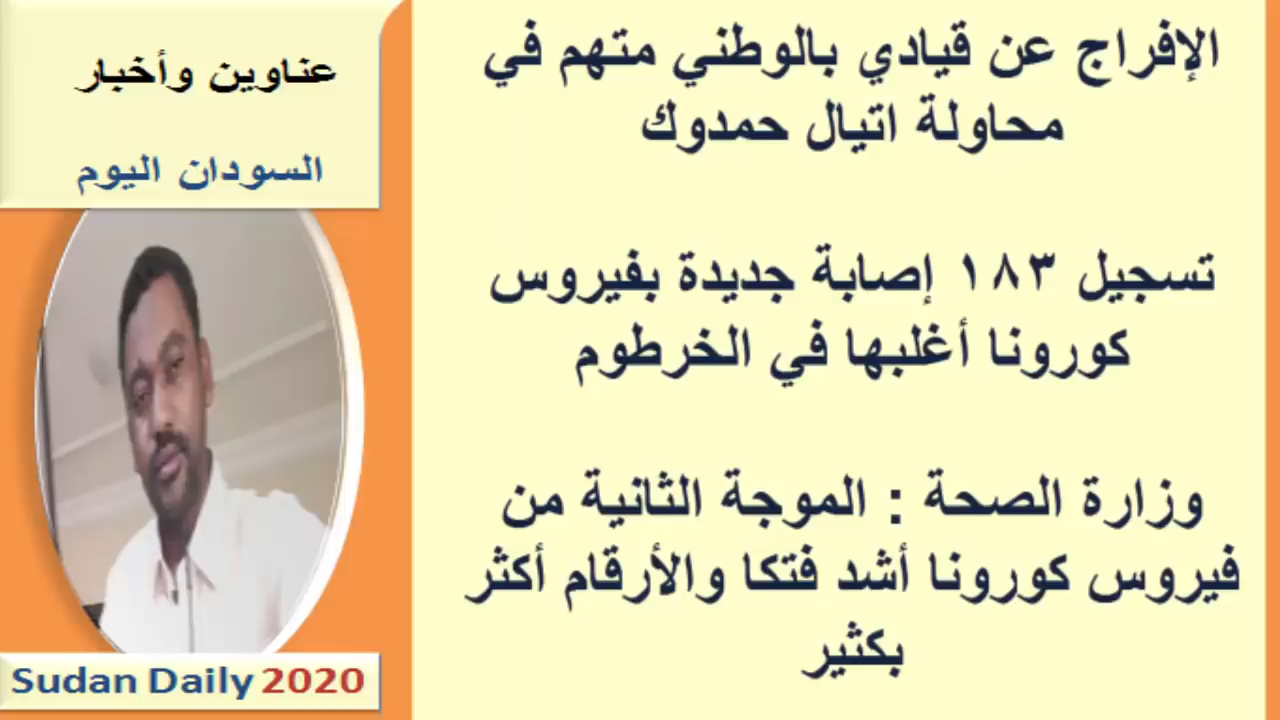 عناوين وأخبار
السودان اليوم
Sudan Daily 2020
الإفراج عن قيادي بالوطني متهم في
محاولة اتيال حمدوك
تسجيل ١٨٣ إصابة جديدة بفيروس
كورونا أغلبها في الخرطوم
وزارة الصحة : الموجة الثانية من
فيروس كورونا أشد فتكا والأرقام أكثر
بكثير